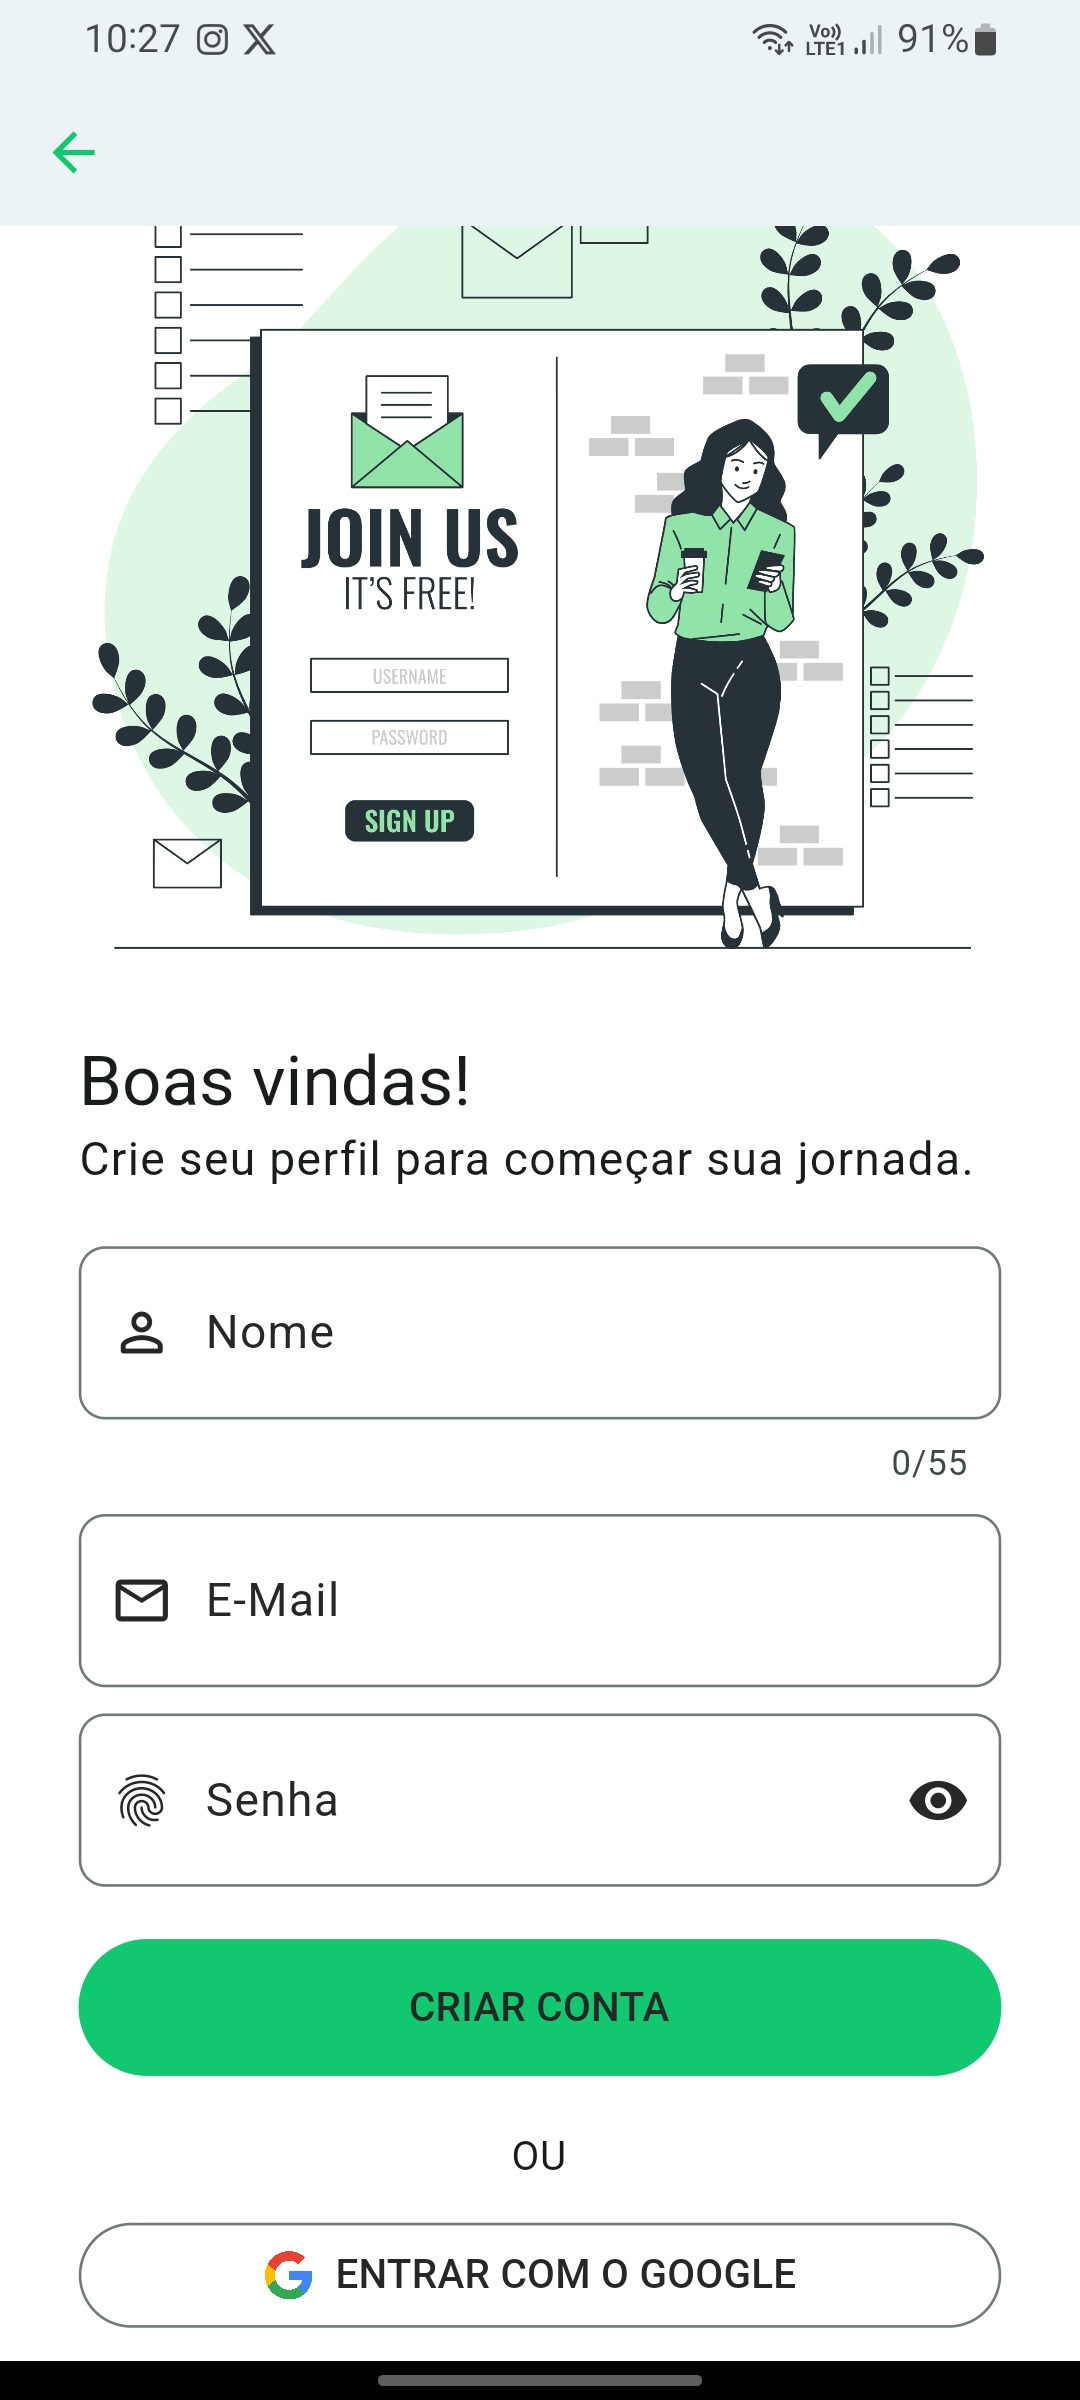 10:27
Vo))
LTE1
91%
JOIN US
IT'S FREE!
USERNAME
PASSWORD
SIGN UP
Boas vindas!
Crie seu perfil para começar sua jornada.
Nome
0/55
E-Mail
Senha
CRIAR CONTA
OU
ENTRAR COM O GOOGLE